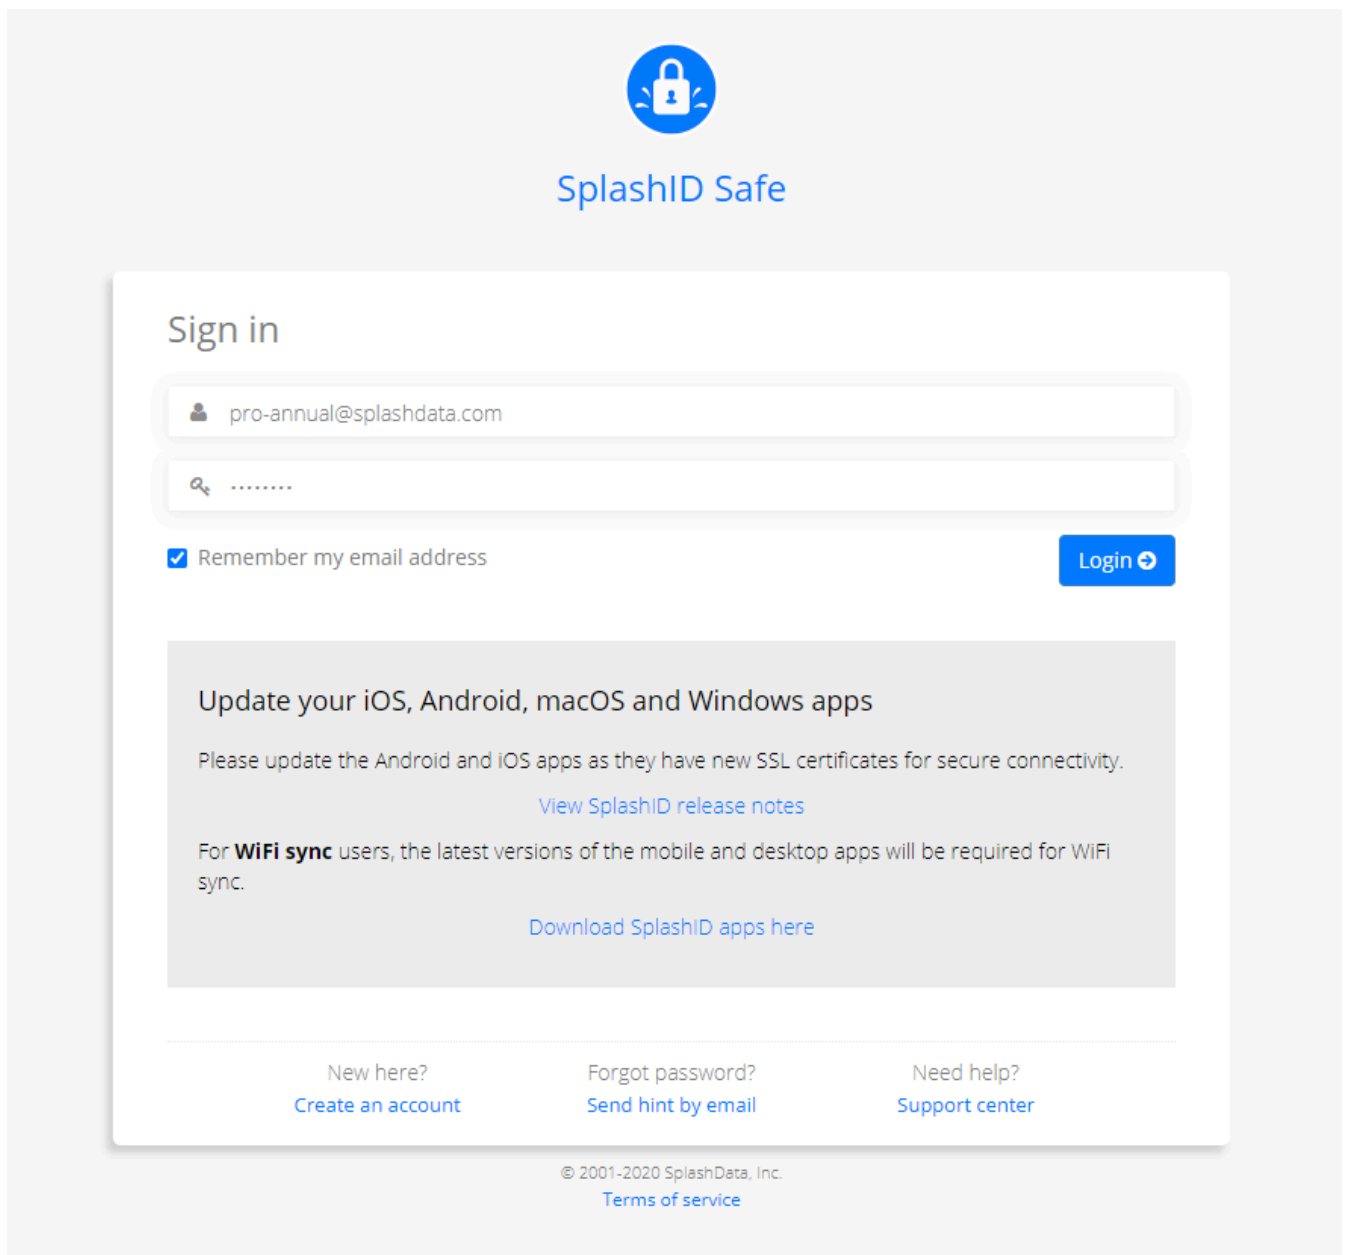 SplashID Safe
Sign in
pro-annual@splashdata.com
........
Remember my email address
Login
Update your iOS, Android, macOS and Windows apps
Please update the Android and iOS apps as they have new SSL certificates for secure connectivity.
View SplashID release notes
For WiFi sync users, the latest versions of the mobile and desktop apps will be required for WiFi
sync.
Download SplashID apps here
New here?
Forgot password?
Need help?
Create an account
Send hint by email
Support center
© 2001-2020 SplashData, Inc.
Terms of service